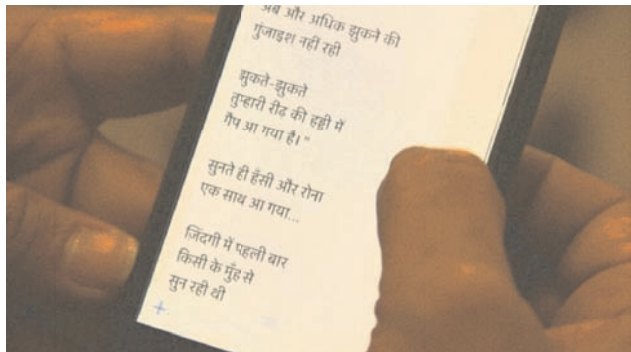 अब और अधिक झुकने की
गुंजाइश नहीं रही
झुकते-झुकते
तुम्हारी रीढ़ की हड्डी में
गैप आ गया है। "
सुनते ही हँसी और रोना
एक साथ आ गया...
ज़िंदगी में पहली बार
किसी के मुँह से
सुन रही थी